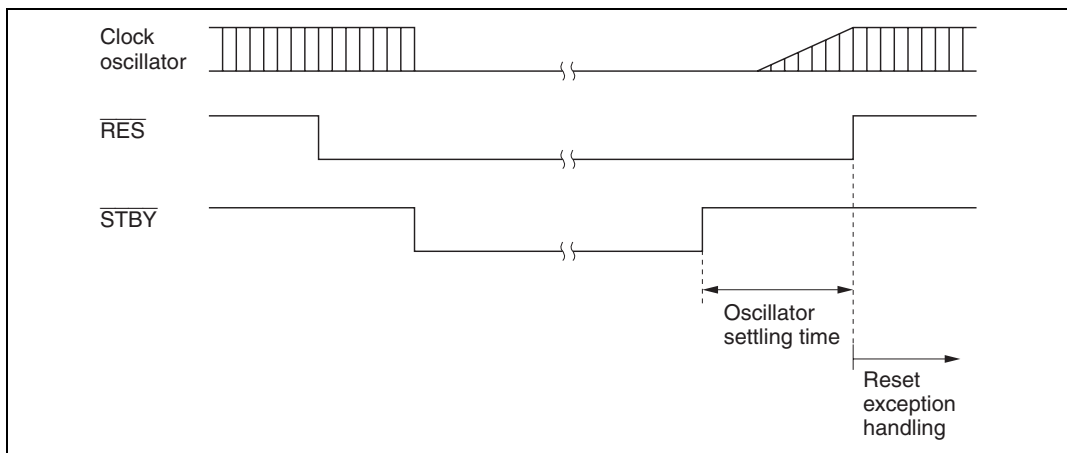 Clock
oscillator
RES
STBY
Oscillator
settling time
Reset
exception
handling